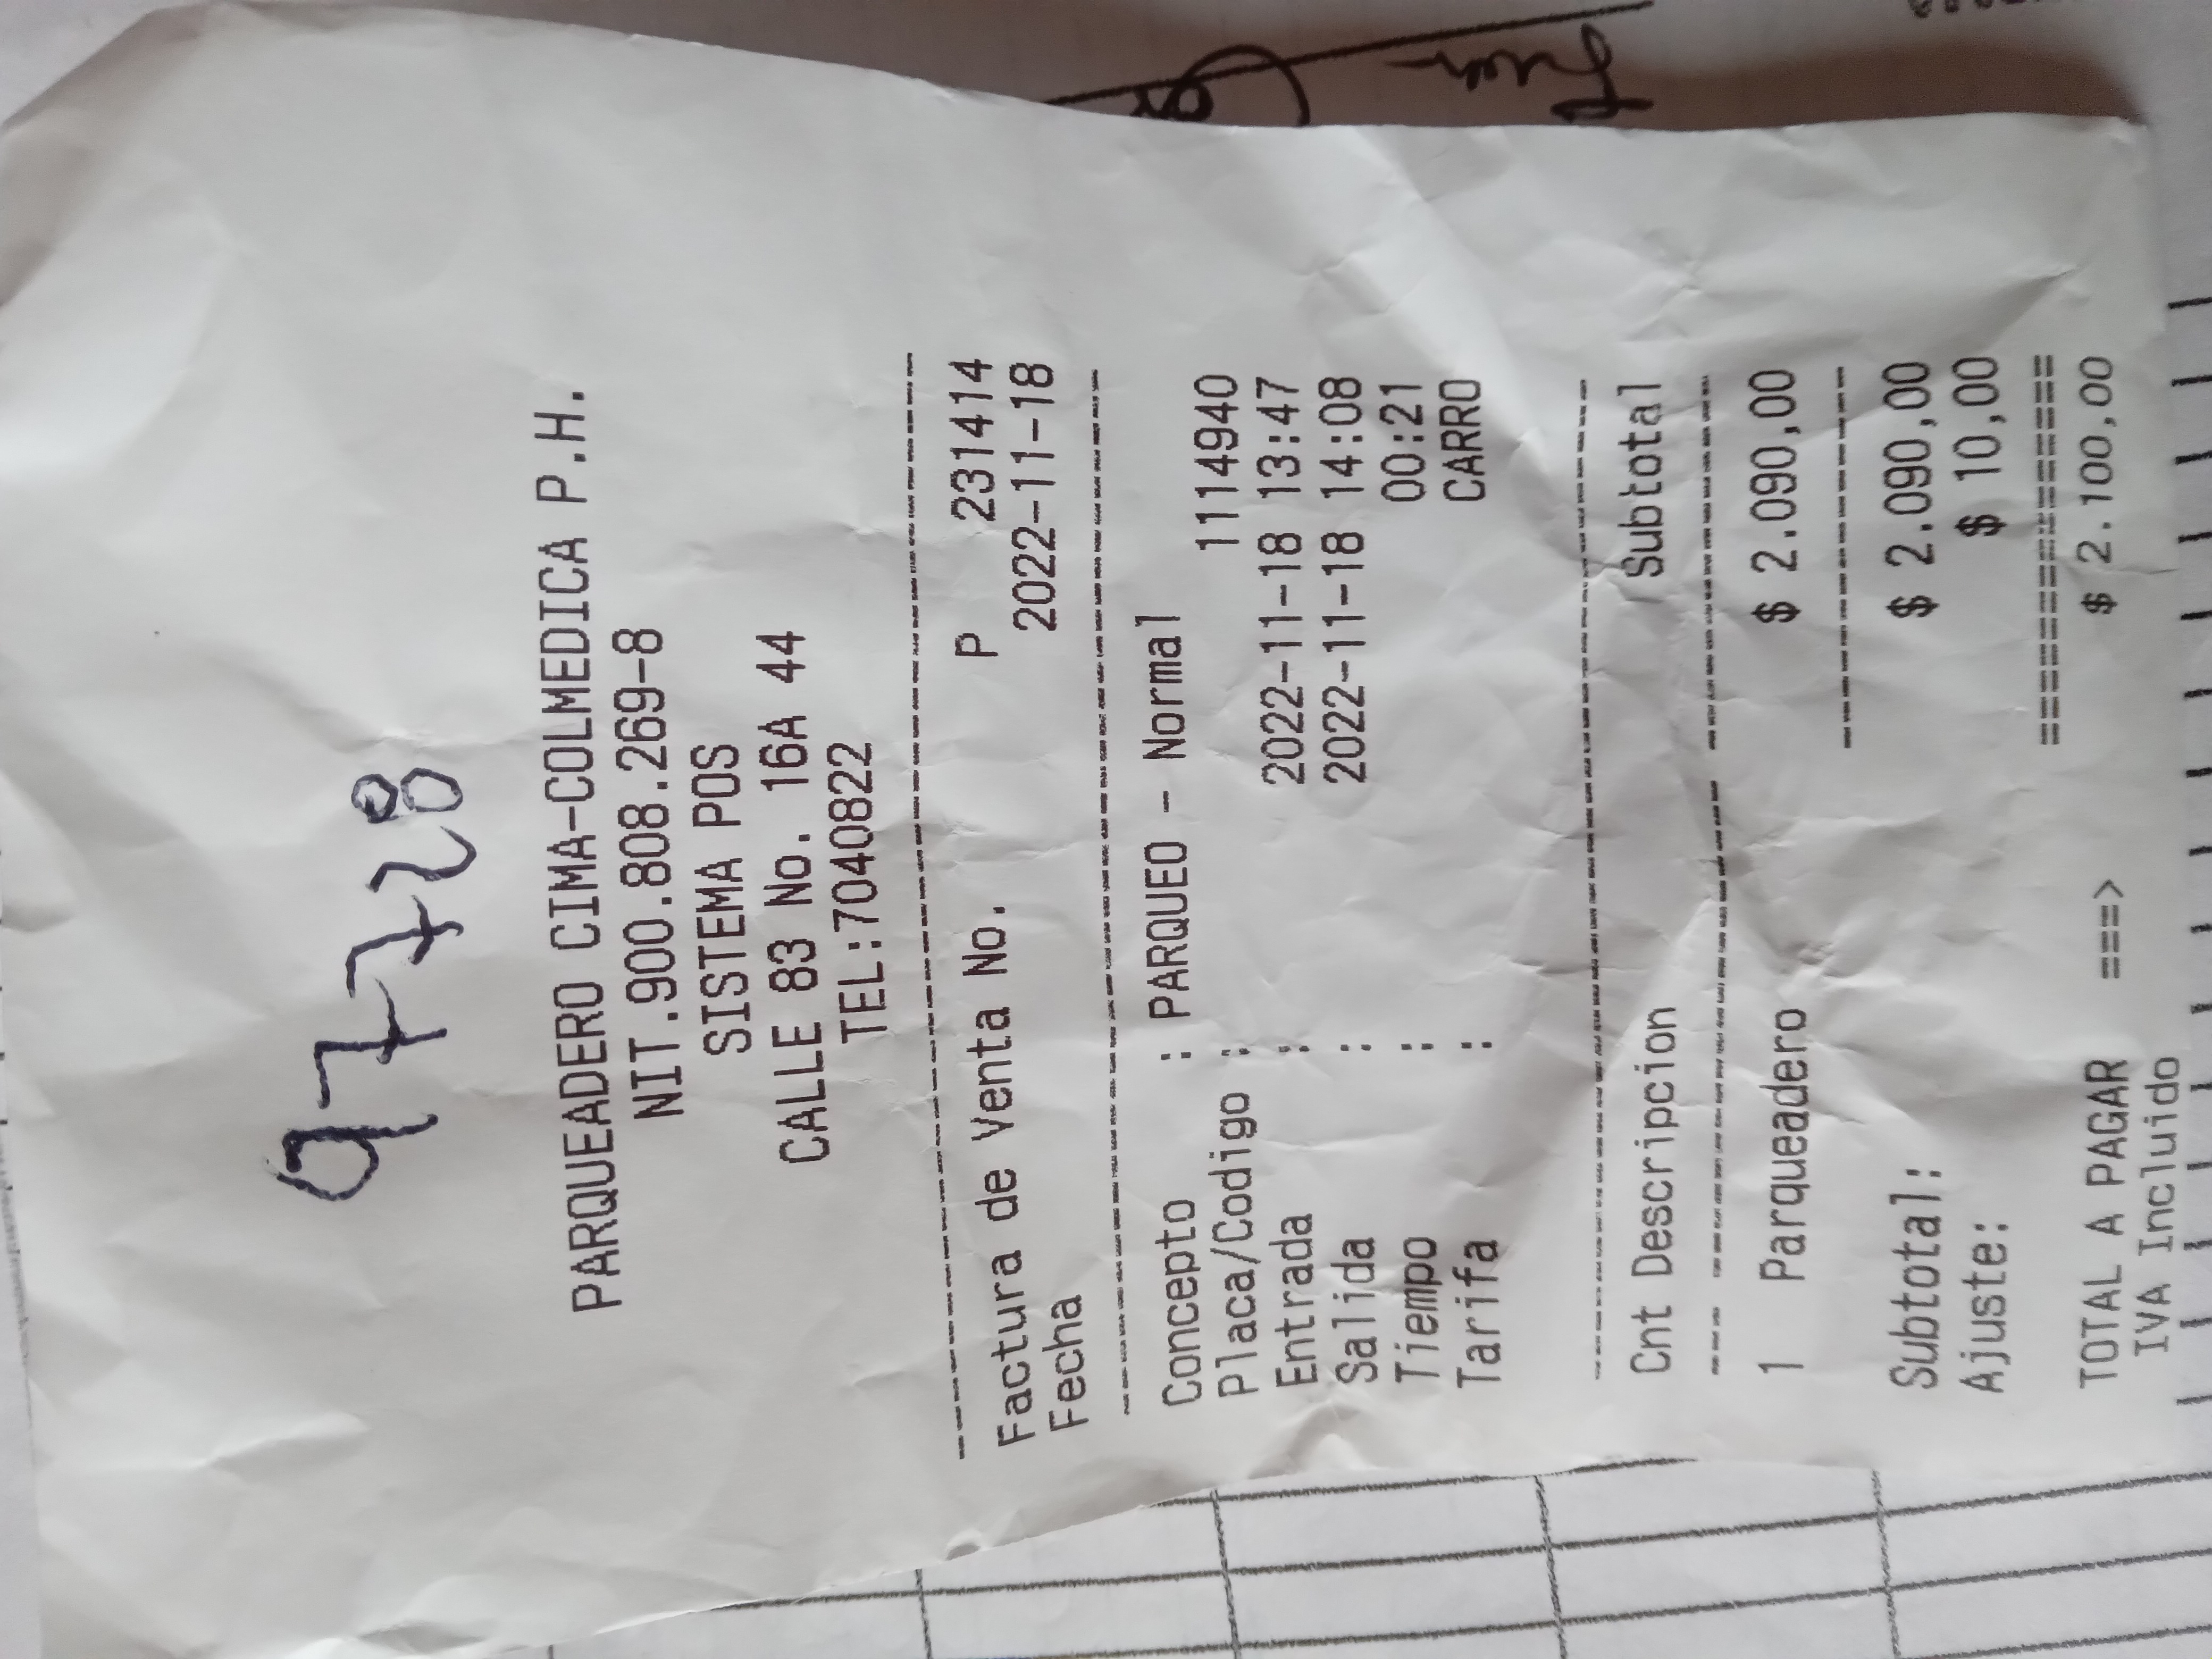 97728
PARQUEADERO CIMA-COLMEDICA P.H.
NIT.900.808.269-8
SISTEMA POS
CALLE 83 No. 16A 44
TEL:7040822
Factura de Venta No. P 231414
Fecha 2022-11-18
Concepto : PARQUEO - Normal
Placa/Codigo : 1114940
Entrada : 2022-11-18 13:47
Salida : 2022-11-18 14:08
Tiempo : 00:21
Tarifa : CARRO
Cnt Descripcion Subtotal
1 Parqueadero $ 2.090,00
Subtotal: $ 2.090,00
Ajuste: $ 10,00
TOTAL A PAGAR ===> $ 2.100,00
IVA Incluido